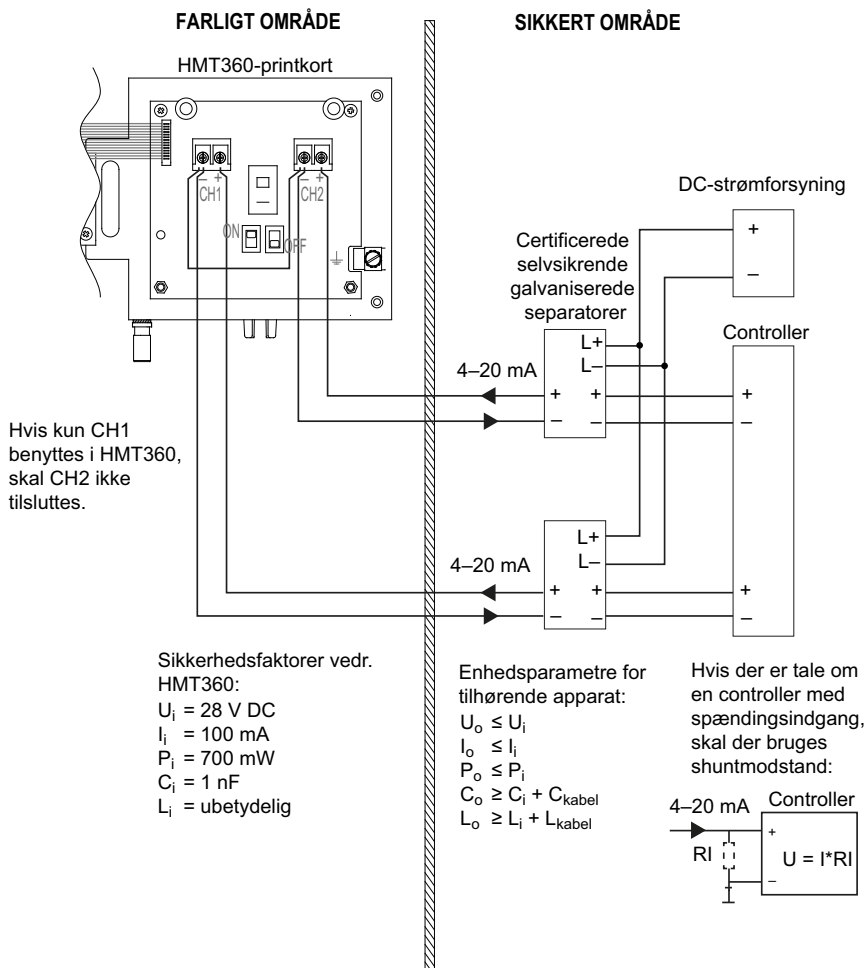 FARLIGT OMRÅDE
SIKKERT OMRÅDE
HMT360-printkort
– +
CH1
– +
CH2
ON
OFF
DC-strømforsyning
+
–
Certificerede
selvsikrende
galvaniserede
separatorer
Controller
L+
L–
4–20 mA
+ +
– –
+
–
Hvis kun CH1
benyttes i HMT360,
skal CH2 ikke
tilsluttes.
L+
L–
4–20 mA
+ +
– –
+
–
Sikkerhedsfaktorer vedr.
HMT360:
Ui = 28 V DC
Ii = 100 mA
Pi = 700 mW
Ci = 1 nF
Li = ubetydelig
Enhedsparametre for
tilhørende apparat:
Uo ≤ Ui
Io ≤ Ii
Po ≤ Pi
Co ≥ Ci + Ckabel
Lo ≥ Li + Lkabel
Hvis der er tale om
en controller med
spændingsindgang,
skal der bruges
shuntmodstand:
4–20 mA
Controller
+
RI
U = I*RI
–